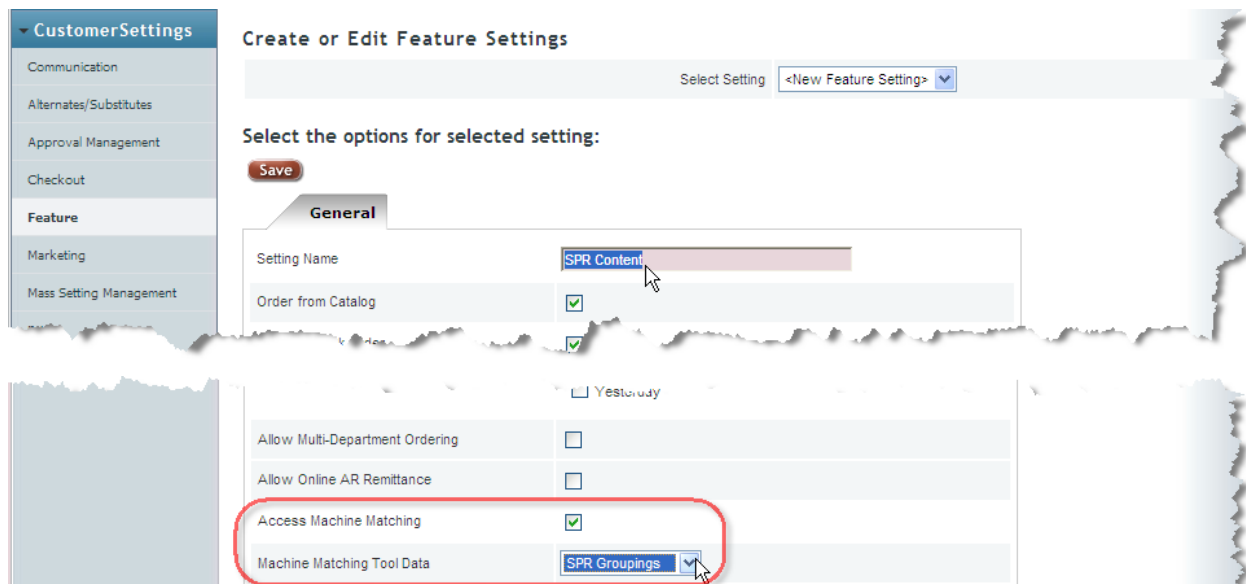 CustomerSettings
Communication
Alternates/Substitutes
Approval Management
Checkout
Feature
Marketing
Mass Setting Management
Create or Edit Feature Settings
Select Setting <New Feature Setting>
Select the options for selected setting:
Save
General
Setting Name SPR Content
Order from Catalog
Yesterday
Allow Multi-Department Ordering
Allow Online AR Remittance
Access Machine Matching
Machine Matching Tool Data SPR Groupings